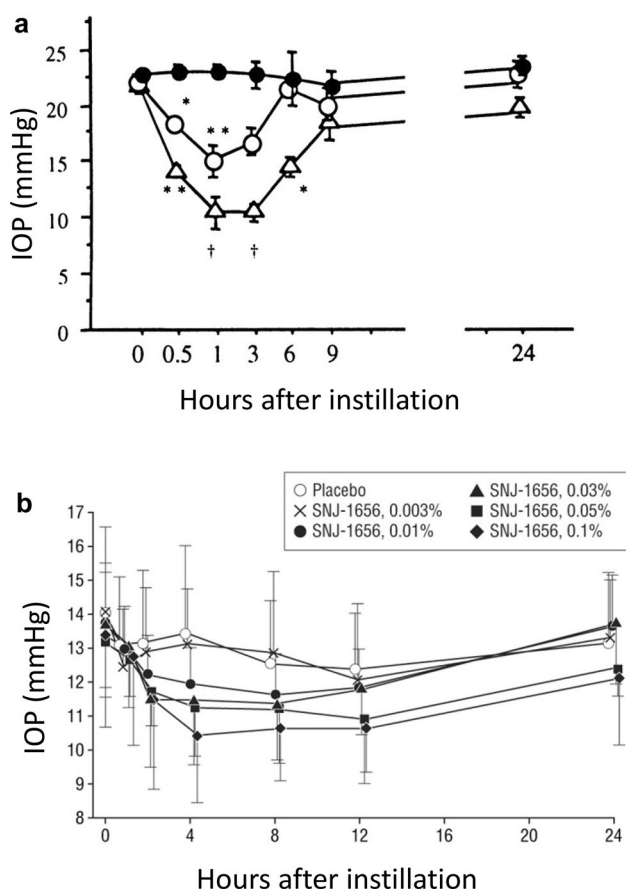 a
25
20
15
10
5
0
IOP (mmHg)
*
* *
* *
*
† †
0 0.5 1 3 6 9 24
Hours after instillation
b
Placebo SNJ-1656, 0.03%
SNJ-1656, 0.003% SNJ-1656, 0.05%
SNJ-1656, 0.01% SNJ-1656, 0.1%
17
16
15
14
13
12
11
10
9
8
IOP (mmHg)
0 4 8 12 16 20 24
Hours after instillation